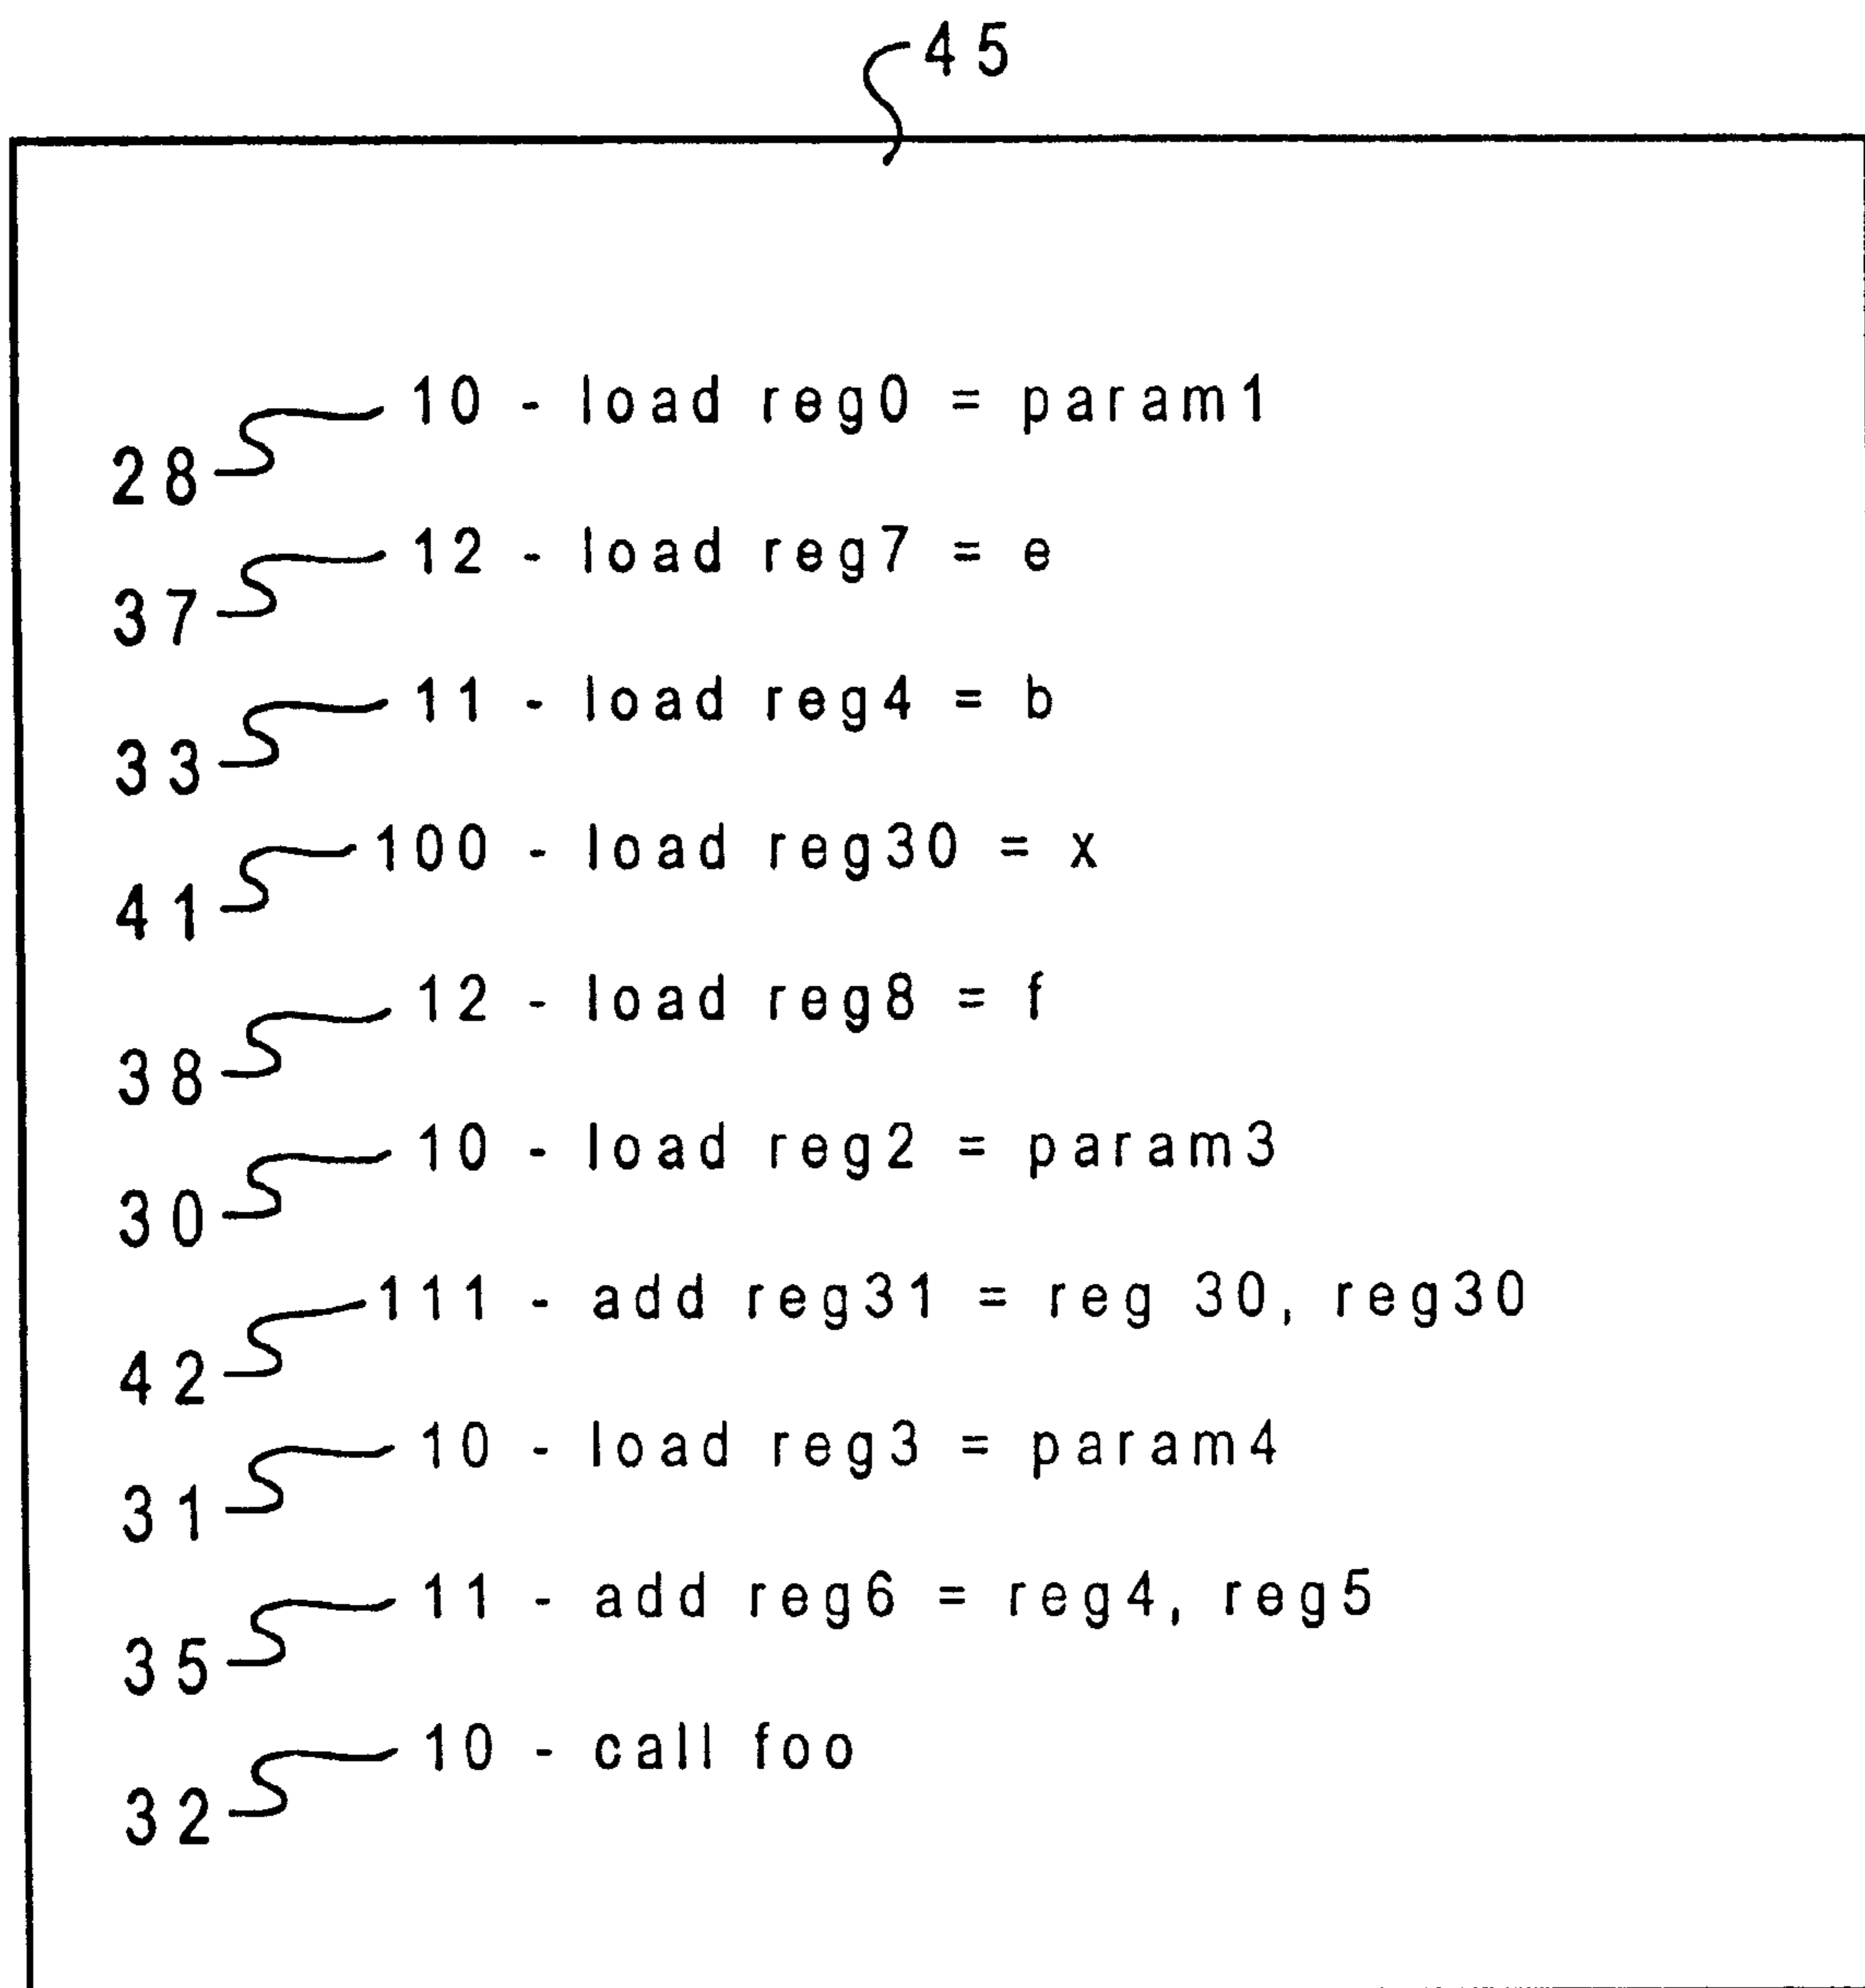 45
10 - load reg0 = param1
28
12 - load reg7 = e
37
11 - load reg4 = b
33
100 - load reg30 = x
41
12 - load reg8 = f
38
10 - load reg2 = param3
30
111 - add reg31 = reg 30, reg30
42
10 - load reg3 = param4
31
11 - add reg6 = reg4, reg5
35
10 - call foo
32